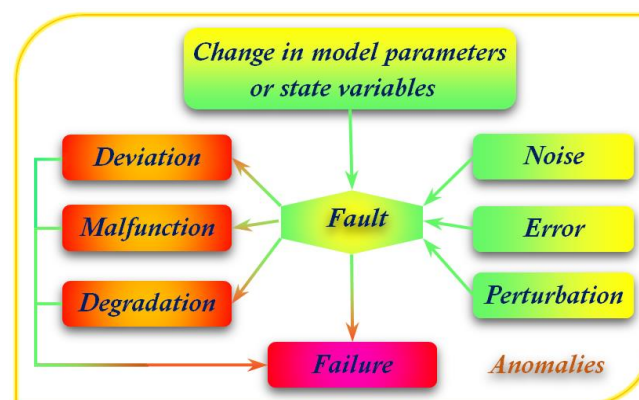 Change in model parameters
or state variables
Deviation
Noise
Malfunction
Fault
Error
Degradation
Perturbation
Failure
Anomalies